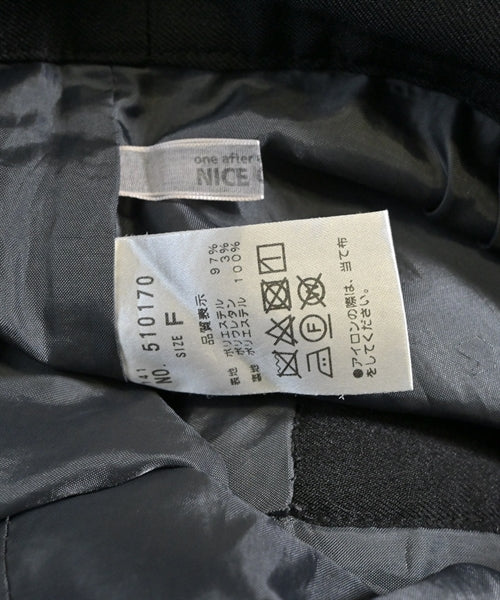 one after
NICE
141
NO. 510170
SIZE F
品質表示
表地 ポリエステル 97%
ポリウレタン 3%
裏地 ポリエステル 100%
F
●アイロンの際は、当て布
をしてください。